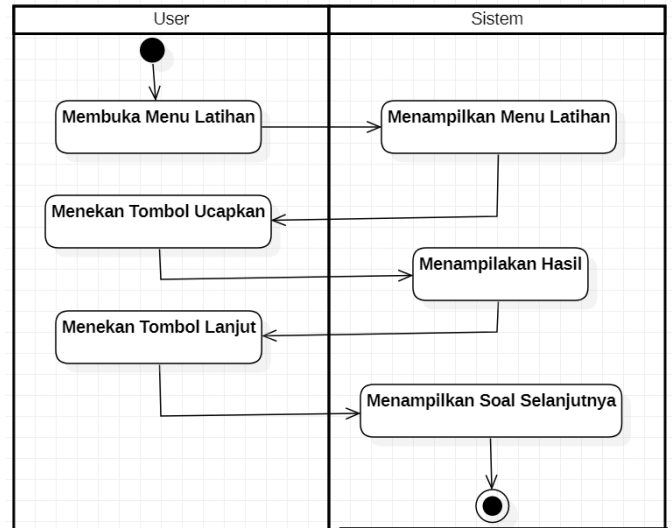 User
Sistem
Membuka Menu Latihan
Menampilkan Menu Latihan
Menekan Tombol Ucapkan
Menampilakan Hasil
Menekan Tombol Lanjut
Menampilkan Soal Selanjutnya